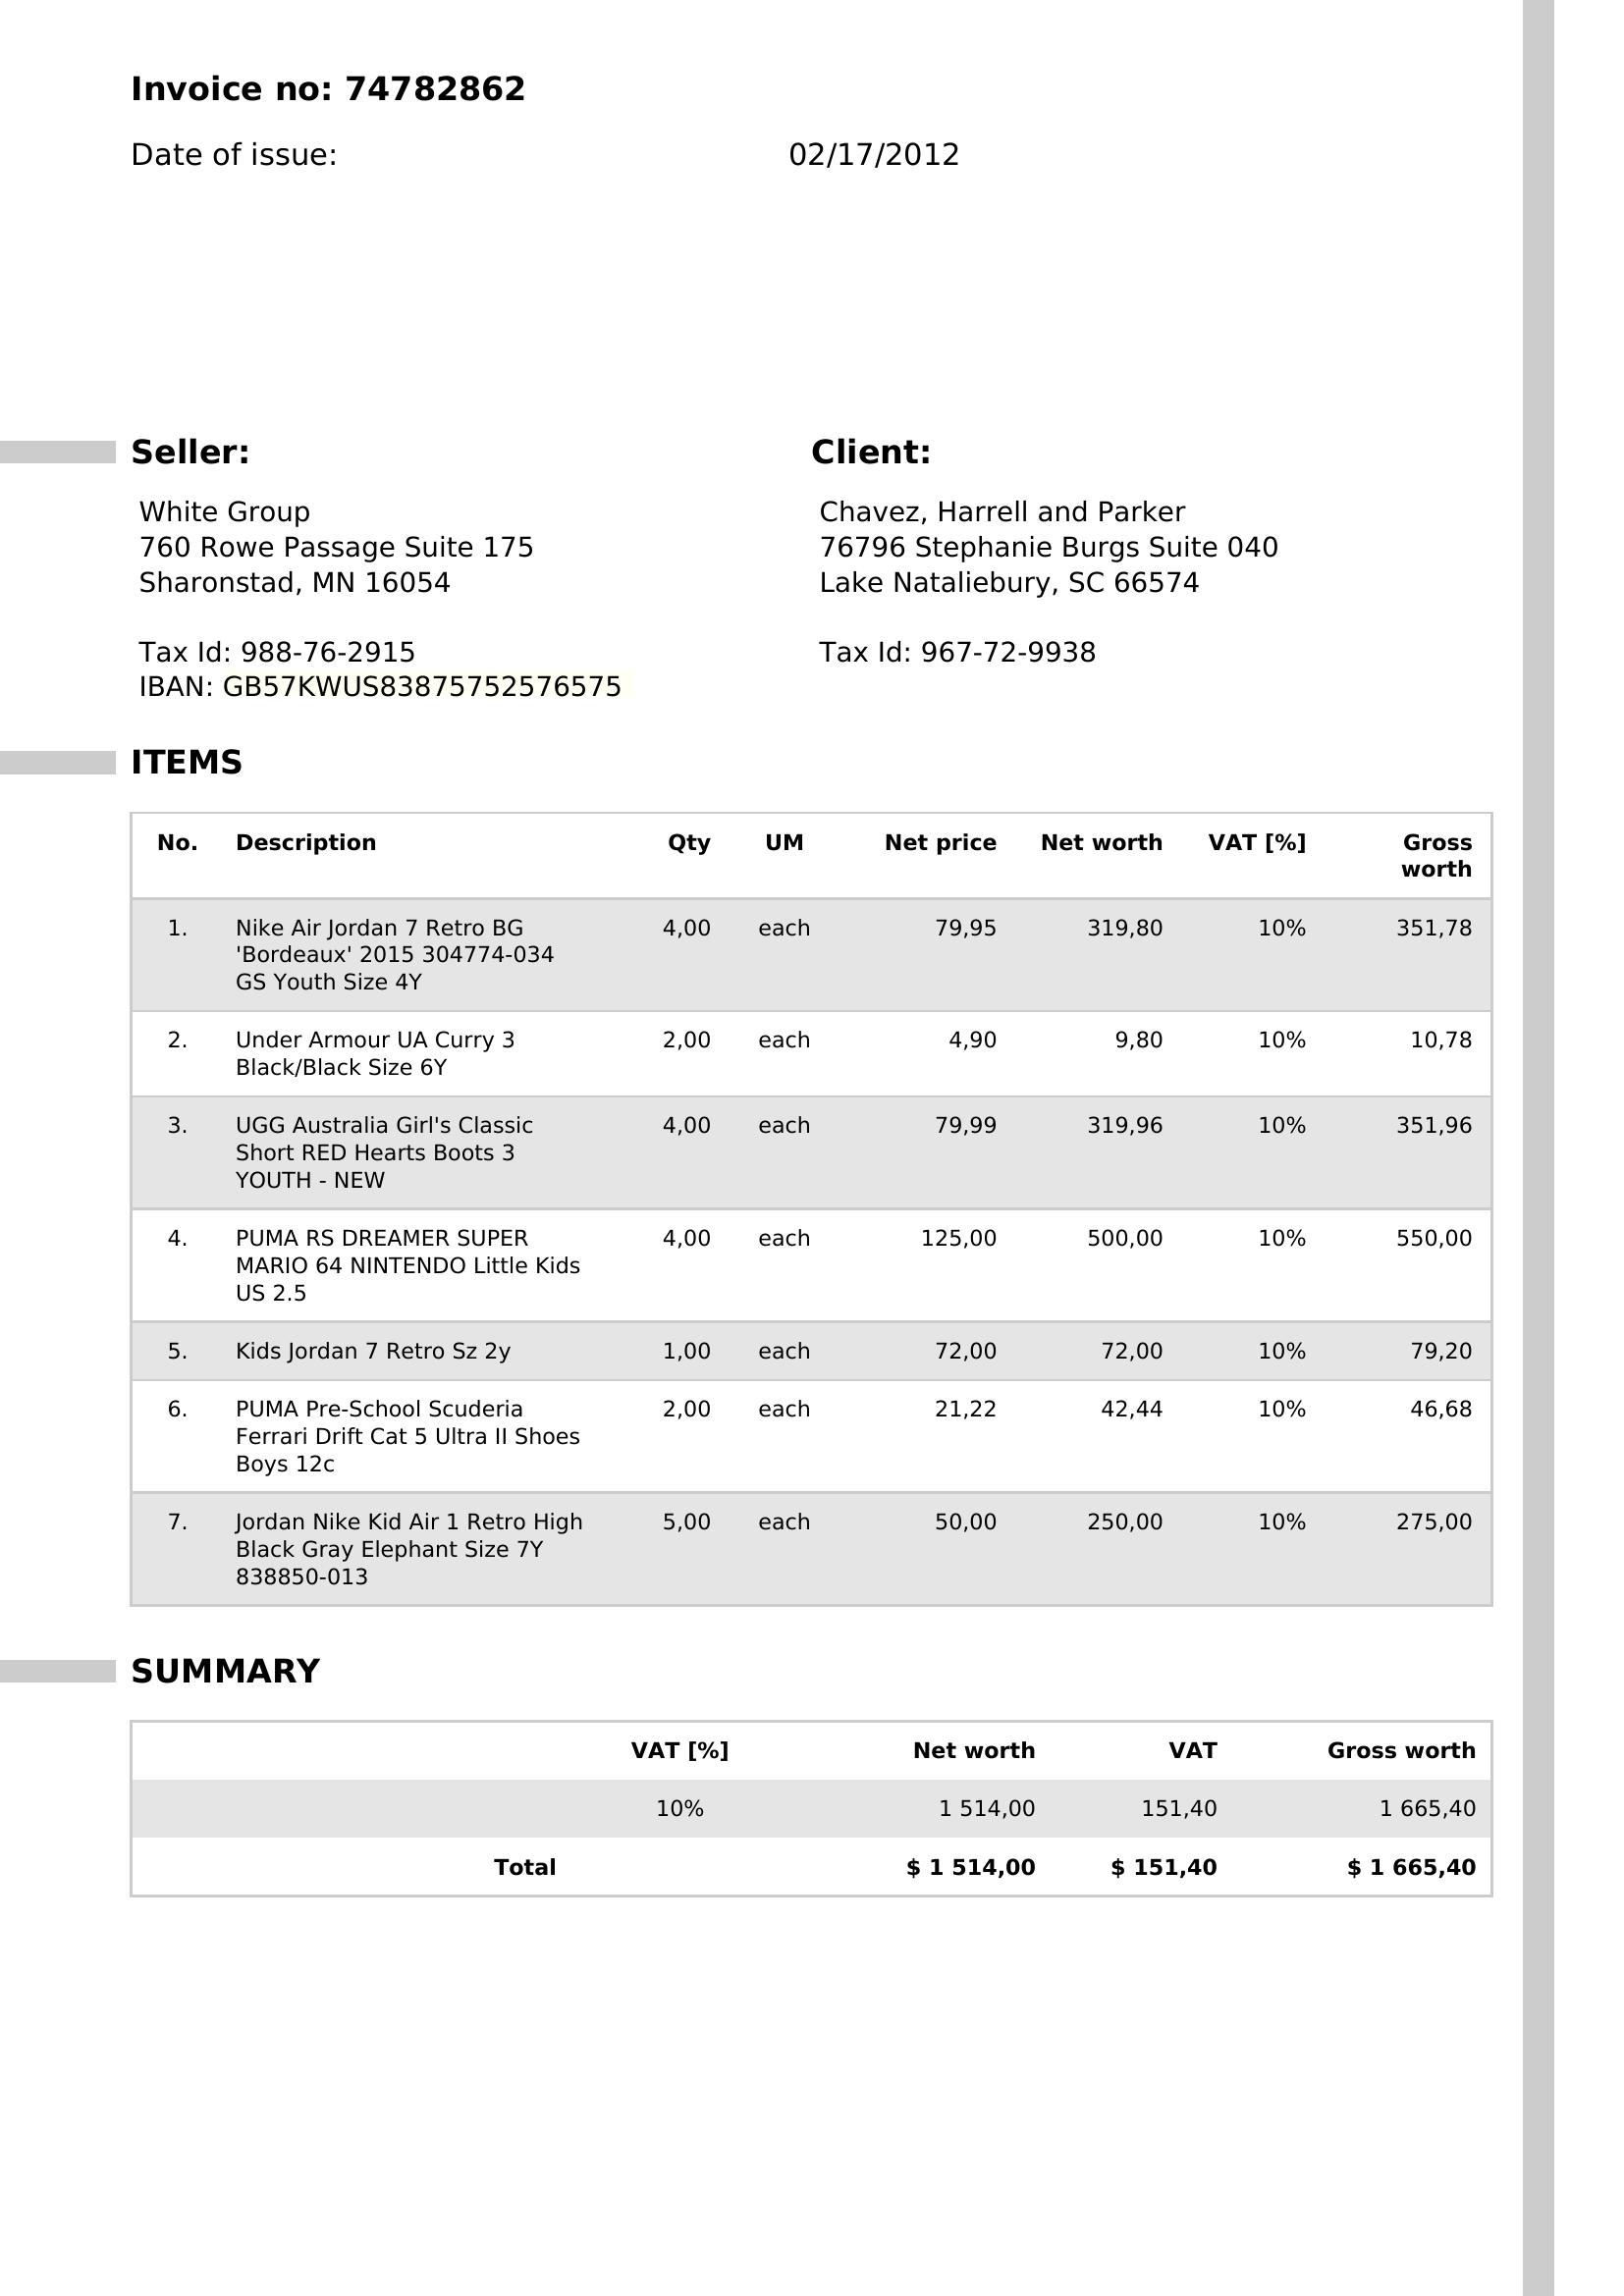 Invoice no: 74782862
Date of issue: 02/17/2012
Seller:
White Group
760 Rowe Passage Suite 175
Sharonstad, MN 16054
Tax Id: 988-76-2915
IBAN: GB57KWUS83875752576575
Client:
Chavez, Harrell and Parker
76796 Stephanie Burgs Suite 040
Lake Nataliebury, SC 66574
Tax Id: 967-72-9938
ITEMS
No. Description Qty UM Net price Net worth VAT [%] Gross
worth
1. Nike Air Jordan 7 Retro BG 4,00 each 79,95 319,80 10% 351,78
'Bordeaux' 2015 304774-034
GS Youth Size 4Y
2. Under Armour UA Curry 3 2,00 each 4,90 9,80 10% 10,78
Black/Black Size 6Y
3. UGG Australia Girl's Classic 4,00 each 79,99 319,96 10% 351,96
Short RED Hearts Boots 3
YOUTH - NEW
4. PUMA RS DREAMER SUPER 4,00 each 125,00 500,00 10% 550,00
MARIO 64 NINTENDO Little Kids
US 2.5
5. Kids Jordan 7 Retro Sz 2y 1,00 each 72,00 72,00 10% 79,20
6. PUMA Pre-School Scuderia 2,00 each 21,22 42,44 10% 46,68
Ferrari Drift Cat 5 Ultra II Shoes
Boys 12c
7. Jordan Nike Kid Air 1 Retro High 5,00 each 50,00 250,00 10% 275,00
Black Gray Elephant Size 7Y
838850-013
SUMMARY
VAT [%] Net worth VAT Gross worth
10% 1 514,00 151,40 1 665,40
Total $ 1 514,00 $ 151,40 $ 1 665,40